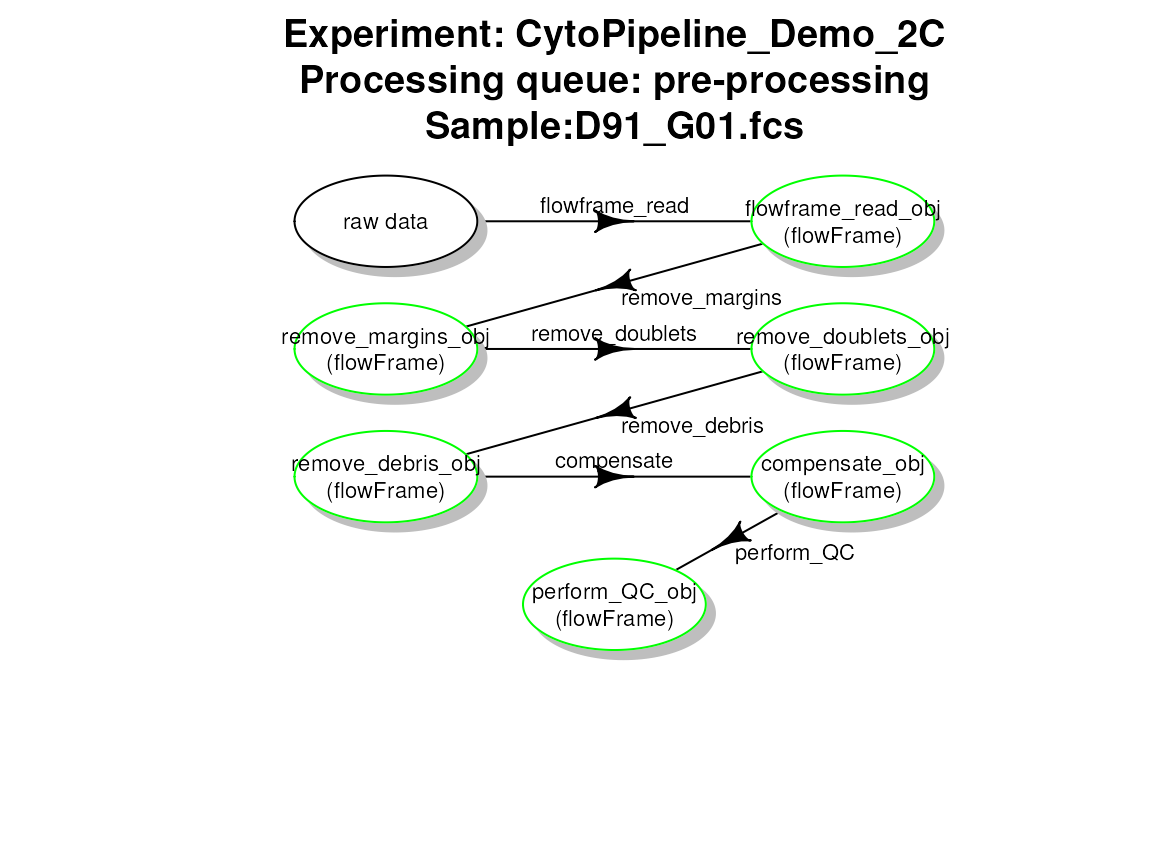 Experiment: CytoPipeline_Demo_2C
Processing queue: pre-processing
Sample:D91_G01.fcs
raw data
flowframe_read
flowframe_read_obj
(flowFrame)
remove_margins
remove_margins_obj
(flowFrame)
remove_doublets
remove_doublets_obj
(flowFrame)
remove_debris
remove_debris_obj
(flowFrame)
compensate
compensate_obj
(flowFrame)
perform_QC
perform_QC_obj
(flowFrame)